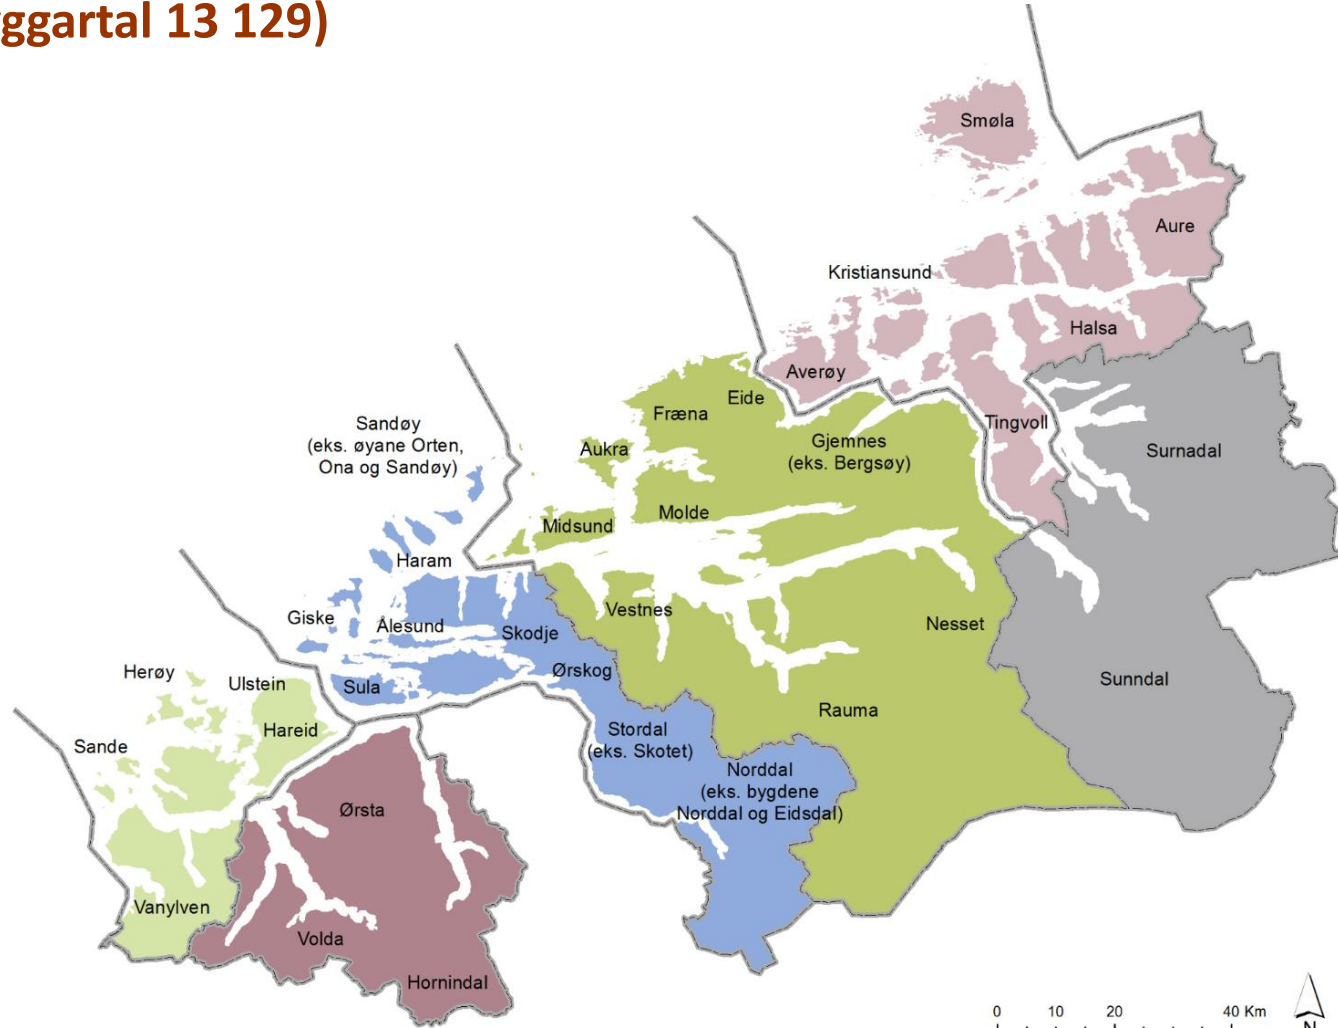 ggartal 13 129)
Smøla
Aure
Kristiansund
Halsa
Averøy
Eide
Fræna
Tingvoll
Sandøy
(eks. øyane Orten,
Ona og Sandøy)
Aukra
Gjemnes
(eks. Bergsøy)
Surnadal
Molde
Midsund
Haram
Giske
Ålesund
Skodje
Vestnes
Nesset
Herøy
Ulstein
Sula
Ørskog
Sunndal
Rauma
Hareid
Sande
Stordal
(eks. Skotet)
Norddal
(eks. bygdene
Norddal og Eidsdal)
Ørsta
Vanylven
Volda
Hornindal
0 10 20 40 Km
N